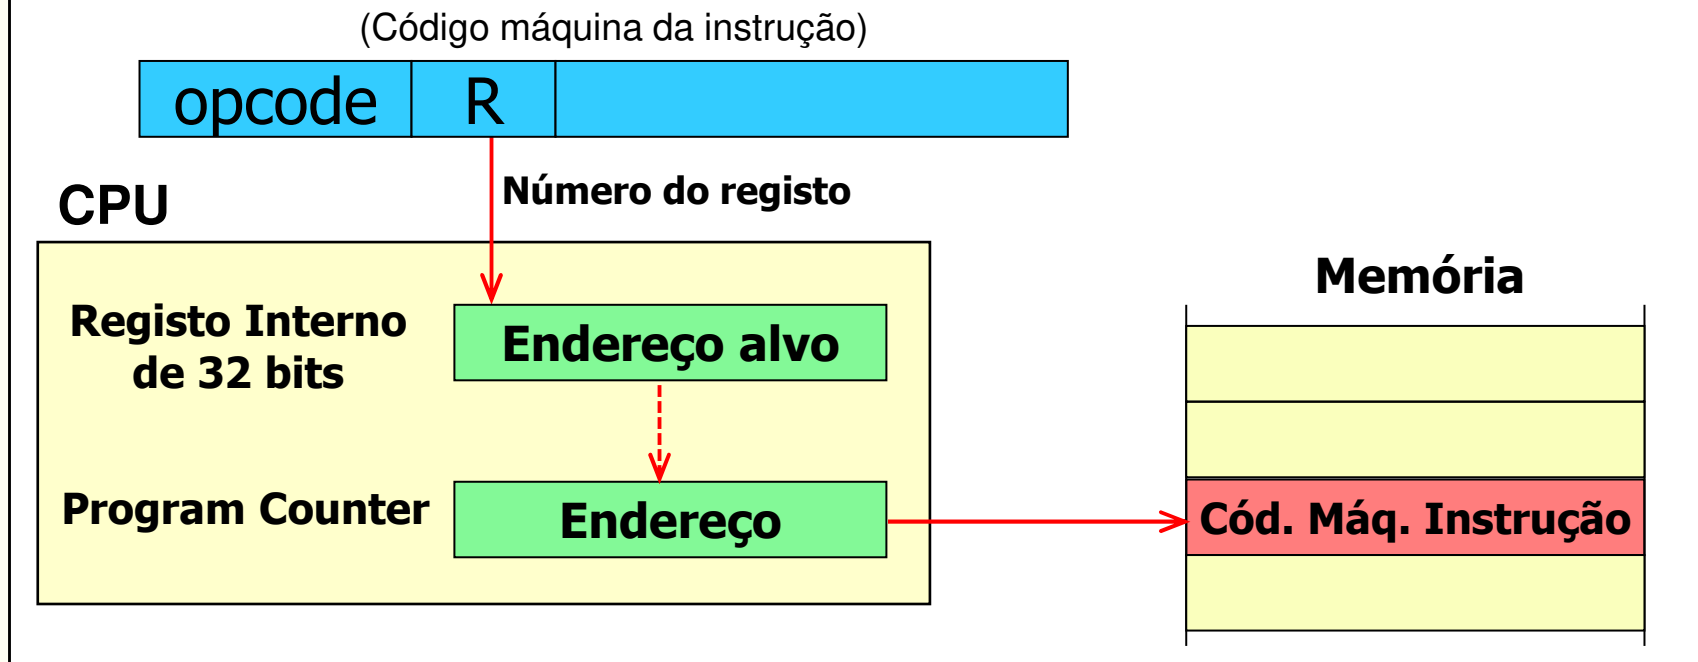 (Código máquina da instrução)
opcode R
Número do registo
CPU
Memória
Registo Interno
de 32 bits
Endereço alvo
Program Counter
Endereço
Cód. Máq. Instrução